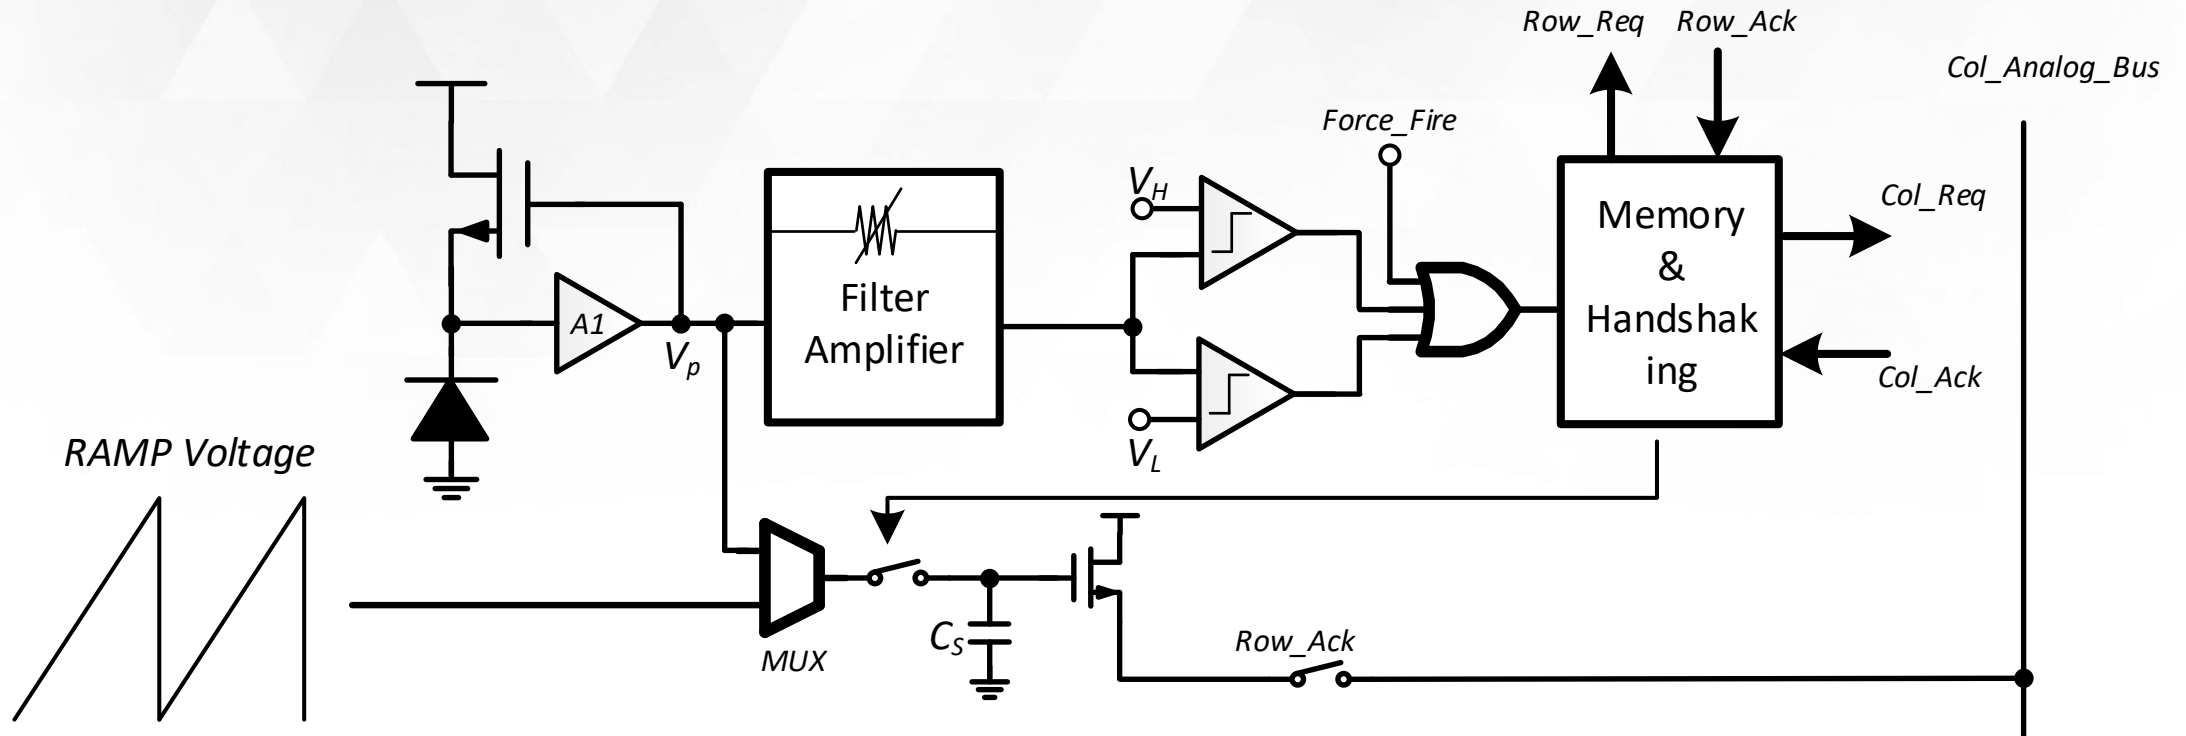 Row_Req
Row_Ack
Col_Analog_Bus
Force_Fire
V_H
Col_Req
Memory
&
Handshak
ing
Filter
Amplifier
A1
V_p
Col_Ack
V_L
RAMP Voltage
C_S
MUX
Row_Ack